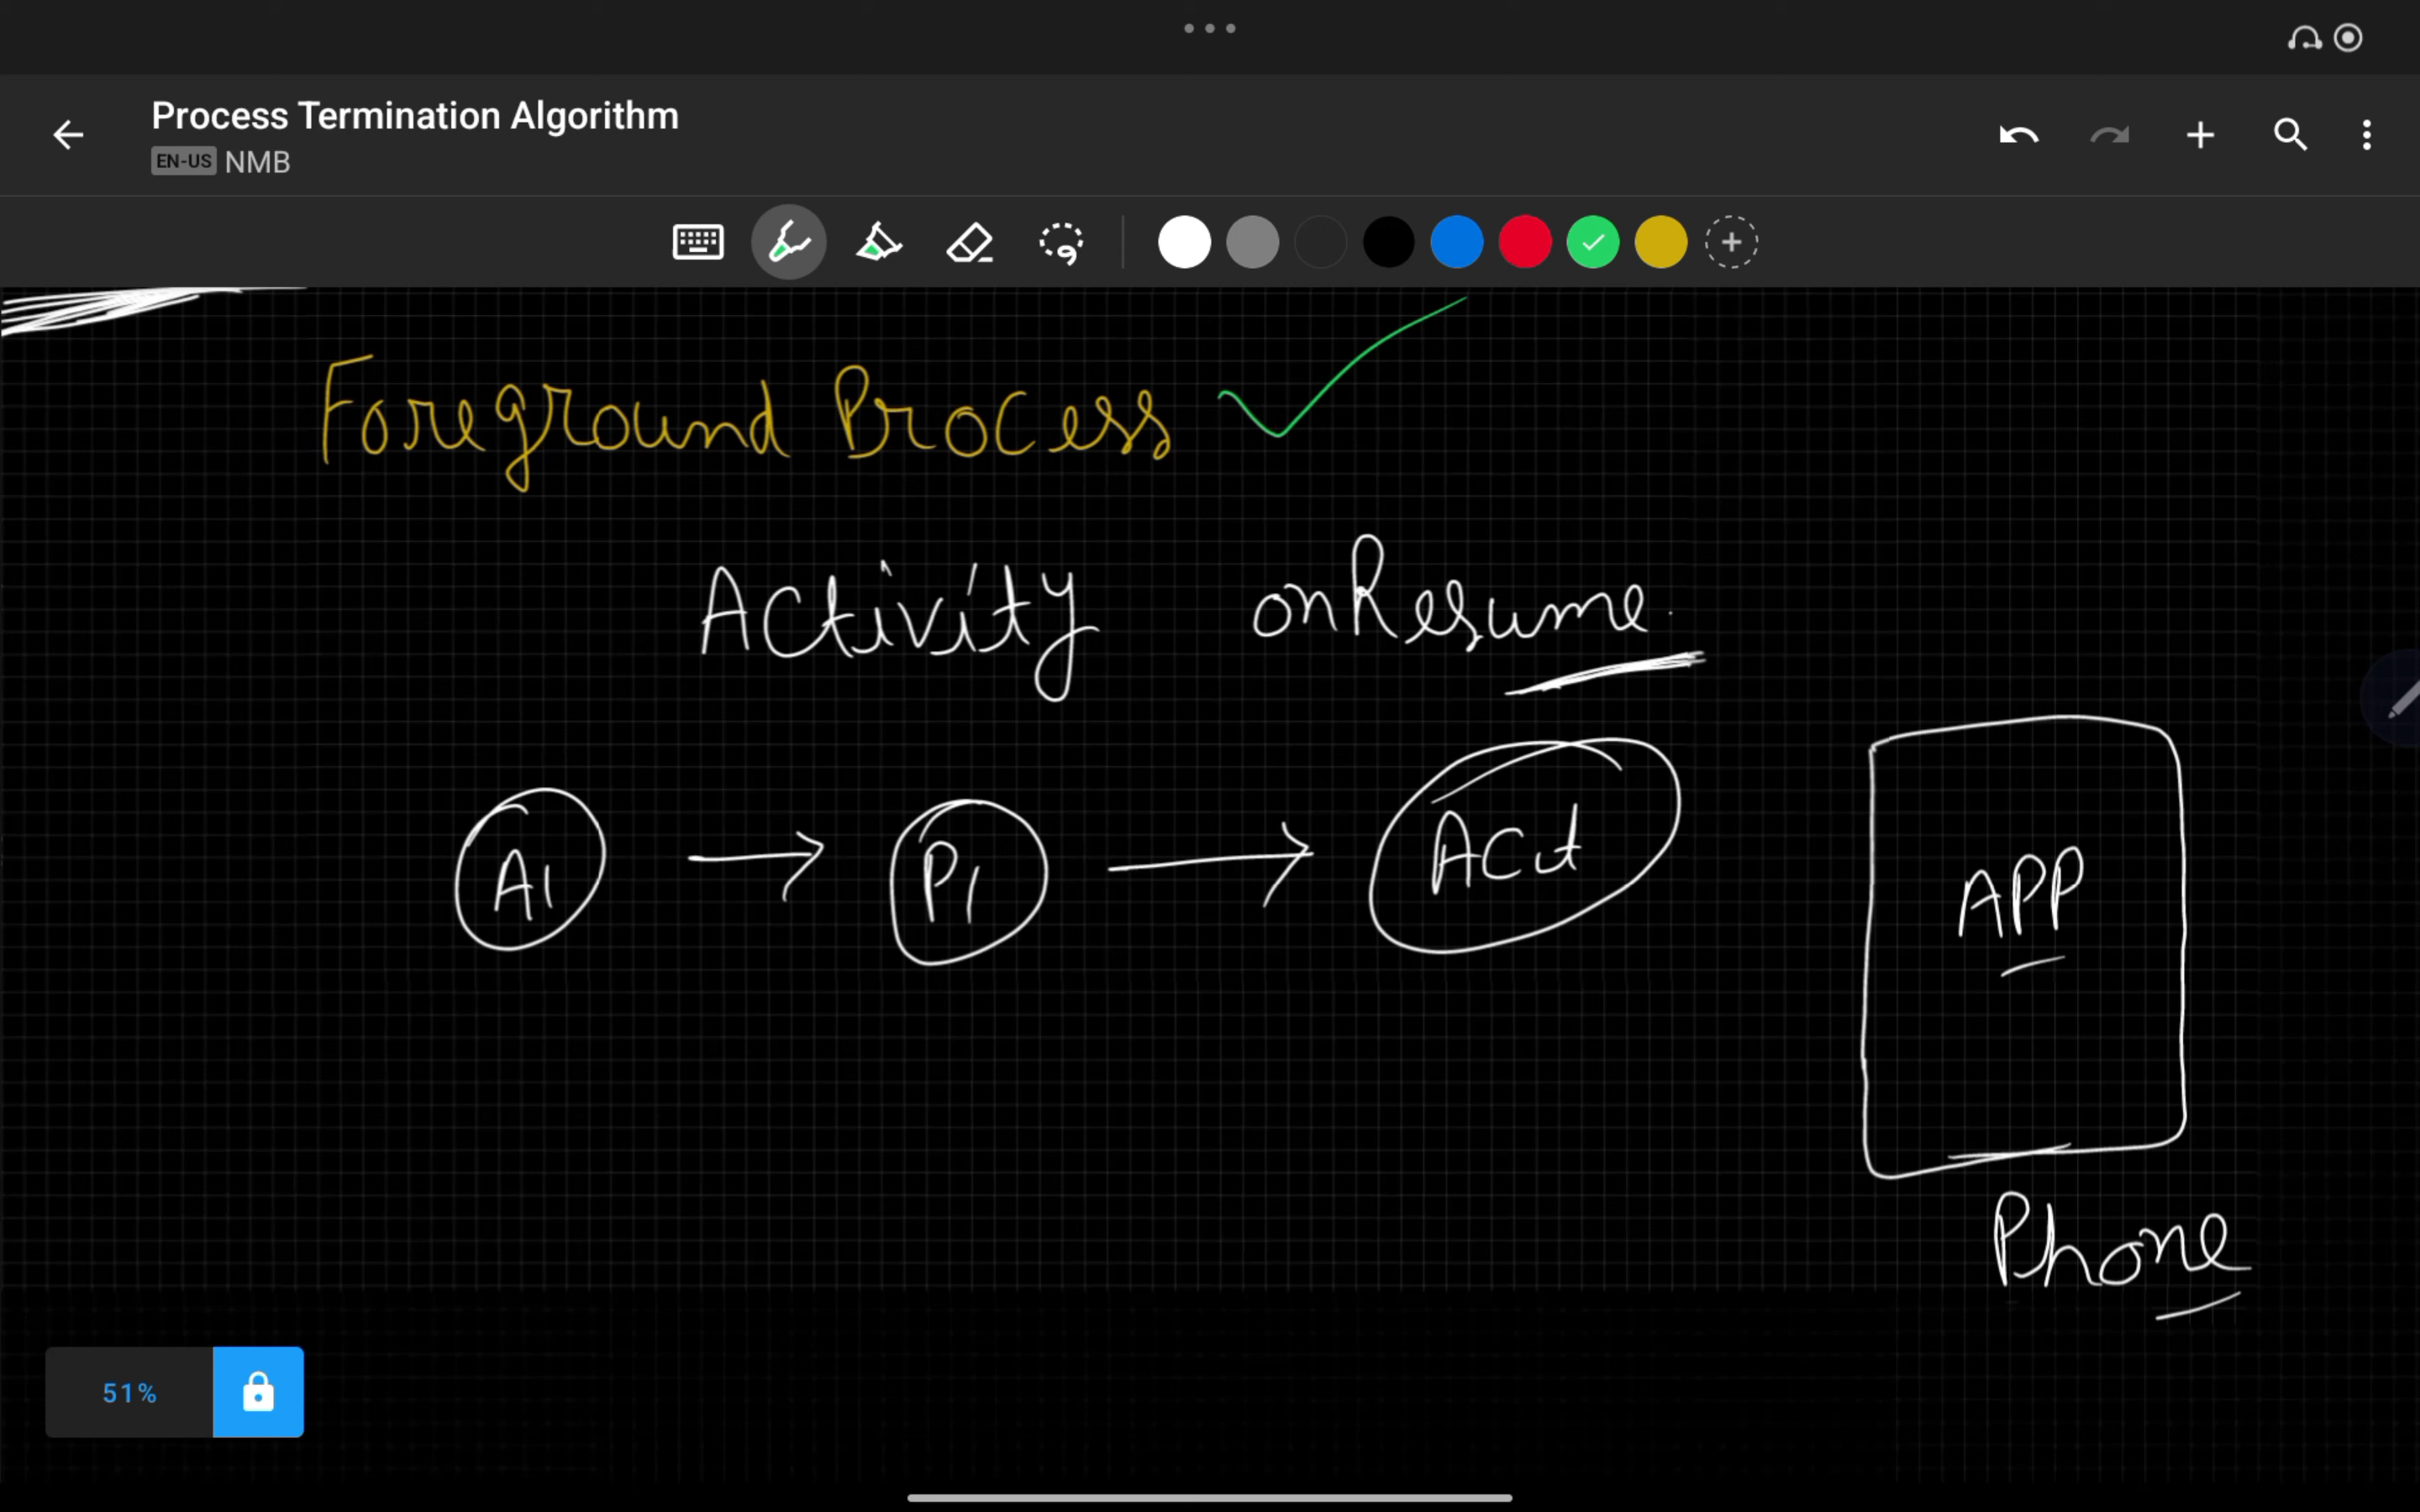 Process Termination Algorithm
EN-US NMB
Foreground Process
Activity onResume.
A1 → P1 → Act
APP
Phone
51%